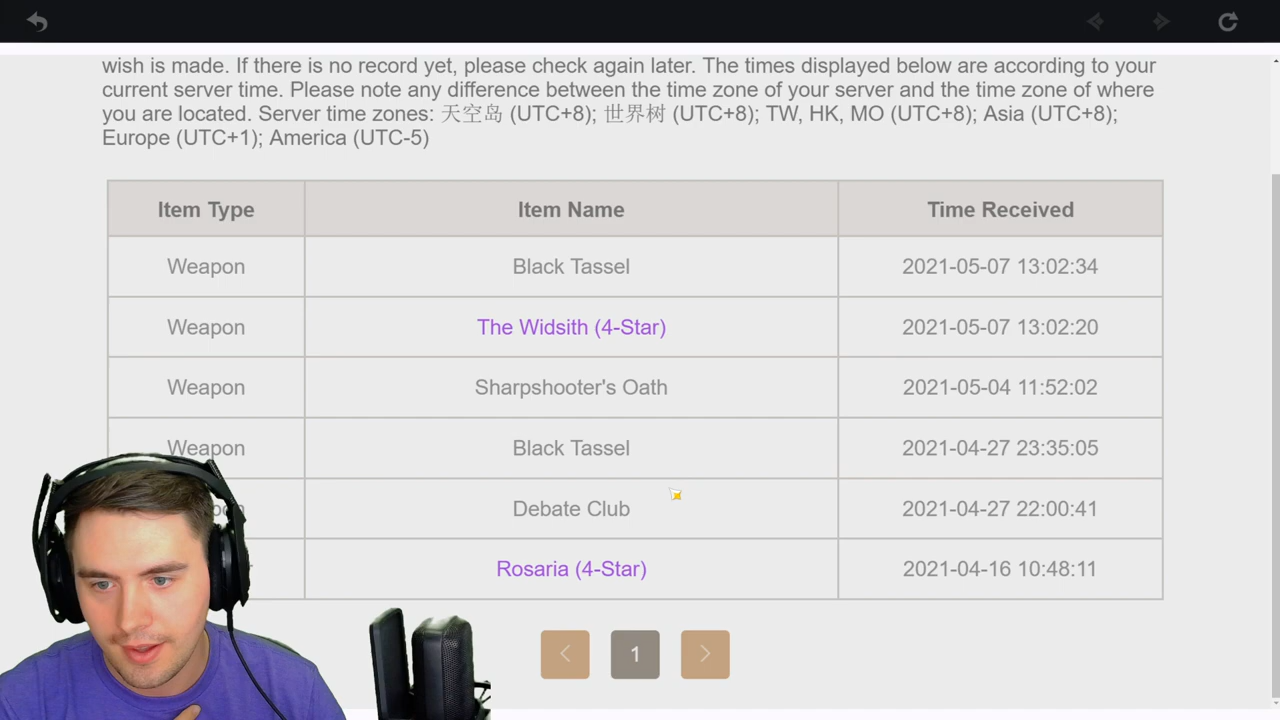 wish is made. If there is no record yet, please check again later. The times displayed below are according to your
current server time. Please note any difference between the time zone of your server and the time zone of where
you are located. Server time zones: 天空岛 (UTC+8); 世界树 (UTC+8); TW, HK, MO (UTC+8); Asia (UTC+8);
Europe (UTC+1); America (UTC-5)
Item Type Item Name Time Received
Weapon Black Tassel 2021-05-07 13:02:34
Weapon The Widsith (4-Star) 2021-05-07 13:02:20
Weapon Sharpshooter's Oath 2021-05-04 11:52:02
Weapon Black Tassel 2021-04-27 23:35:05
Debate Club 2021-04-27 22:00:41
Rosaria (4-Star) 2021-04-16 10:48:11
1